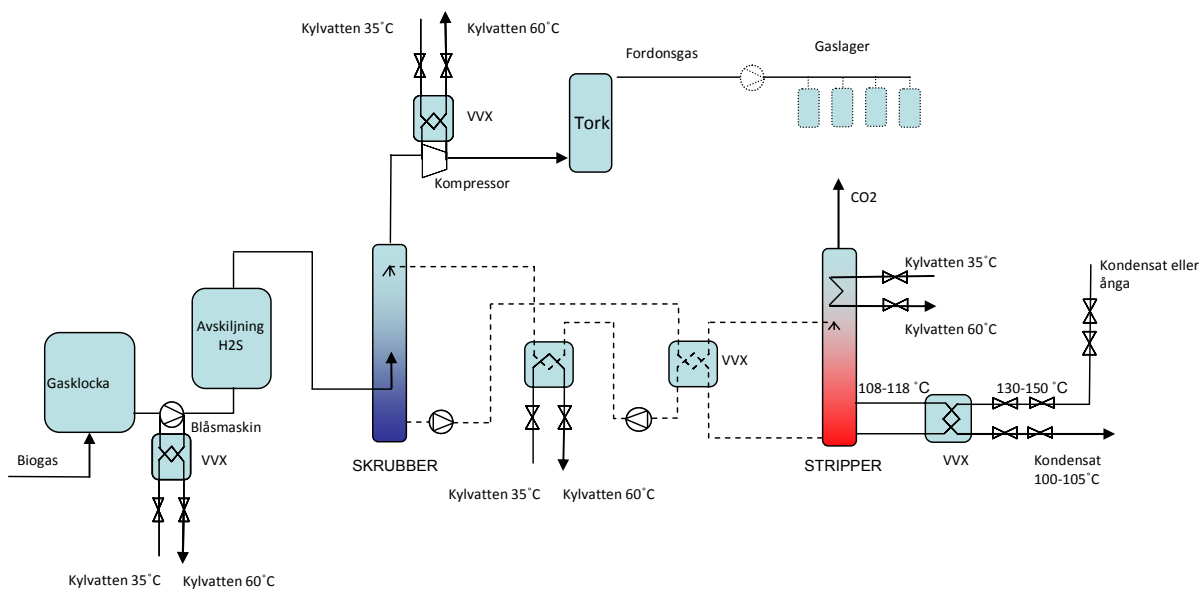 Kylvatten 35°C
Kylvatten 60°C
Fordonsgas
Gaslager
VVX
Tork
Kompressor
CO2
Kylvatten 35°C
Kondensat eller
ånga
Avskiljning
H2S
Kylvatten 60°C
Gasklocka
VVX
108-118 °C
130-150 °C
Blåsmaskin
Biogas
VVX
SKRUBBER
STRIPPER
VVX
Kondensat
100-105°C
Kylvatten 35°C
Kylvatten 60°C
Kylvatten 35°C
Kylvatten 60°C